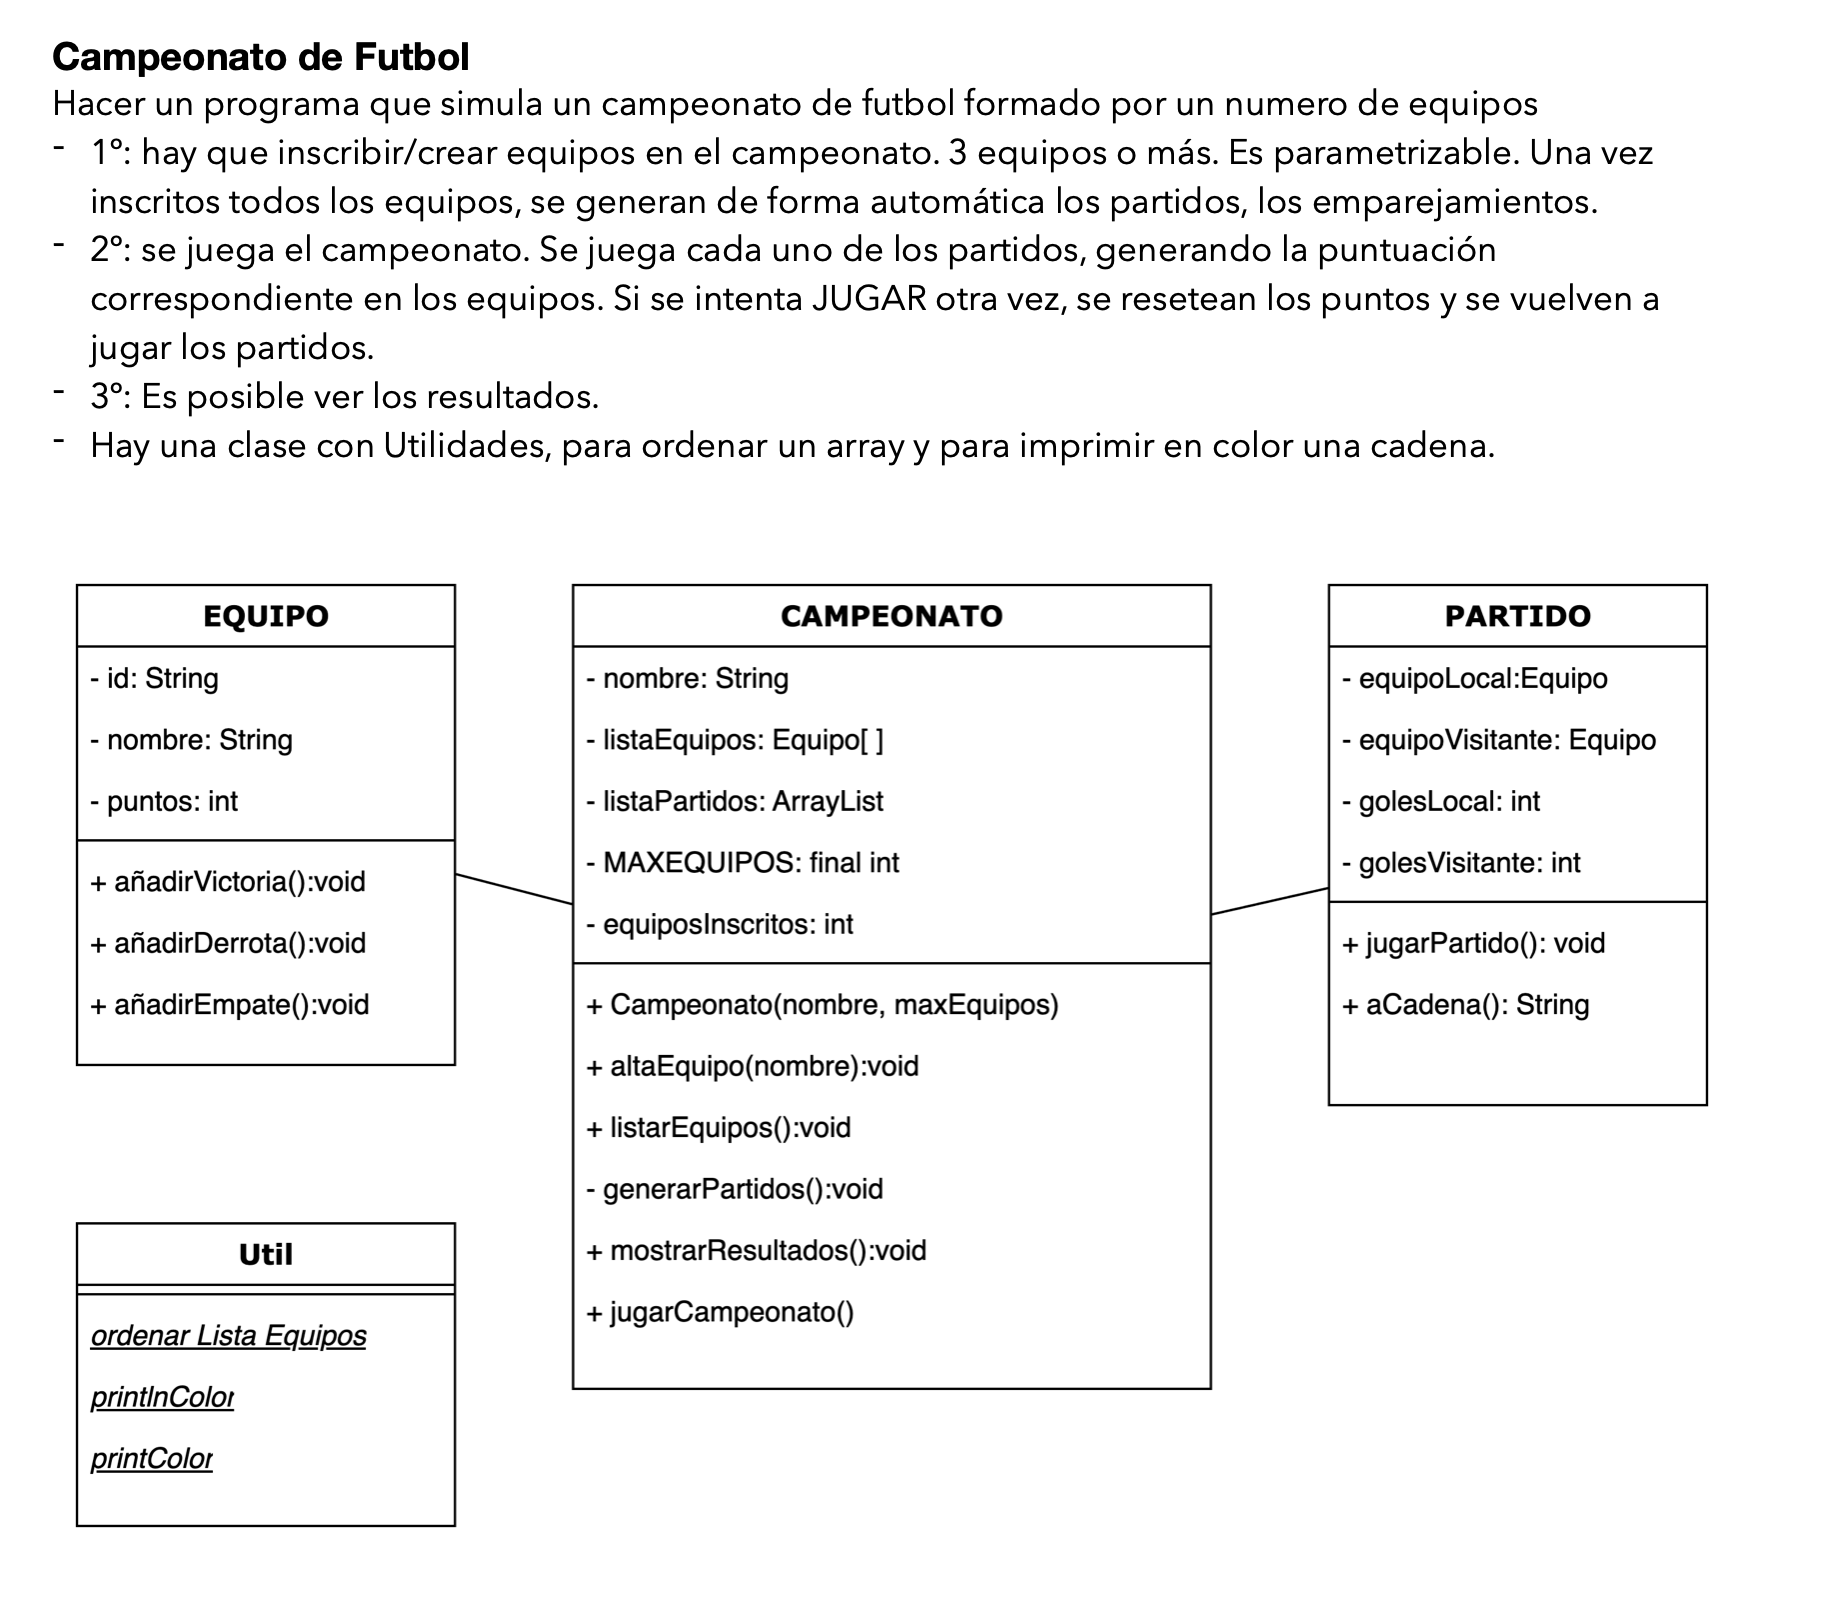 Campeonato de Futbol
Hacer un programa que simula un campeonato de futbol formado por un numero de equipos
- 1º: hay que inscribir/crear equipos en el campeonato. 3 equipos o más. Es parametrizable. Una vez
inscritos todos los equipos, se generan de forma automática los partidos, los emparejamientos.
- 2º: se juega el campeonato. Se juega cada uno de los partidos, generando la puntuación
correspondiente en los equipos. Si se intenta JUGAR otra vez, se resetean los puntos y se vuelven a
jugar los partidos.
- 3º: Es posible ver los resultados.
- Hay una clase con Utilidades, para ordenar un array y para imprimir en color una cadena.
EQUIPO
- id: String
- nombre: String
- puntos: int
+ añadirVictoria():void
+ añadirDerrota():void
+ añadirEmpate():void
CAMPEONATO
- nombre: String
- listaEquipos: Equipo[ ]
- listaPartidos: ArrayList
- MAXEQUIPOS: final int
- equiposInscritos: int
+ Campeonato(nombre, maxEquipos)
+ altaEquipo(nombre):void
+ listarEquipos():void
- generarPartidos():void
+ mostrarResultados():void
+ jugarCampeonato()
PARTIDO
- equipoLocal:Equipo
- equipoVisitante: Equipo
- golesLocal: int
- golesVisitante: int
+ jugarPartido(): void
+ aCadena(): String
Util
ordenar Lista Equipos
printlnColor
printColor